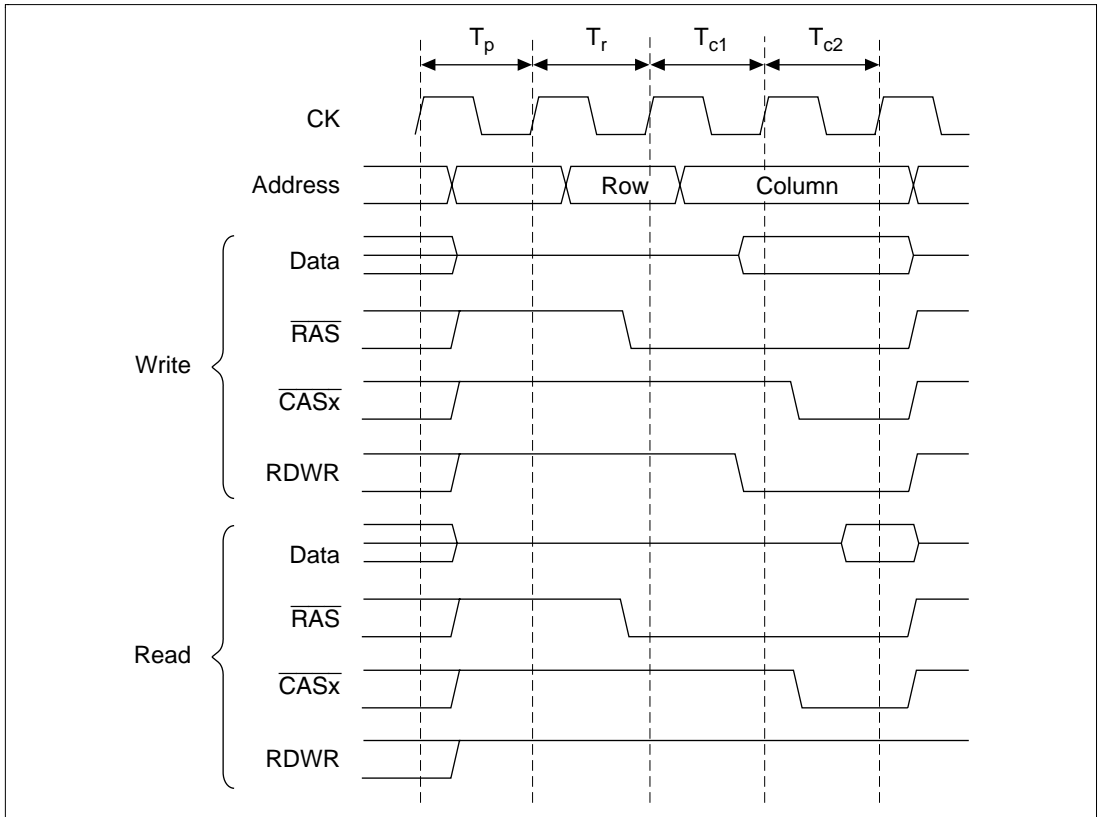 Tp Tr Tc1 Tc2
CK
Address Row Column
Write
Data
RAS
CASx
RDWR
Read
Data
RAS
CASx
RDWR